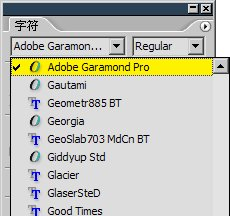 字符
Adobe Garamon... Regular
Adobe Garamond Pro
Gautami
Geometr885 BT
Georgia
GeoSlab703 MdCn BT
Giddyup Std
Glacier
GlaserSteD
Good Times